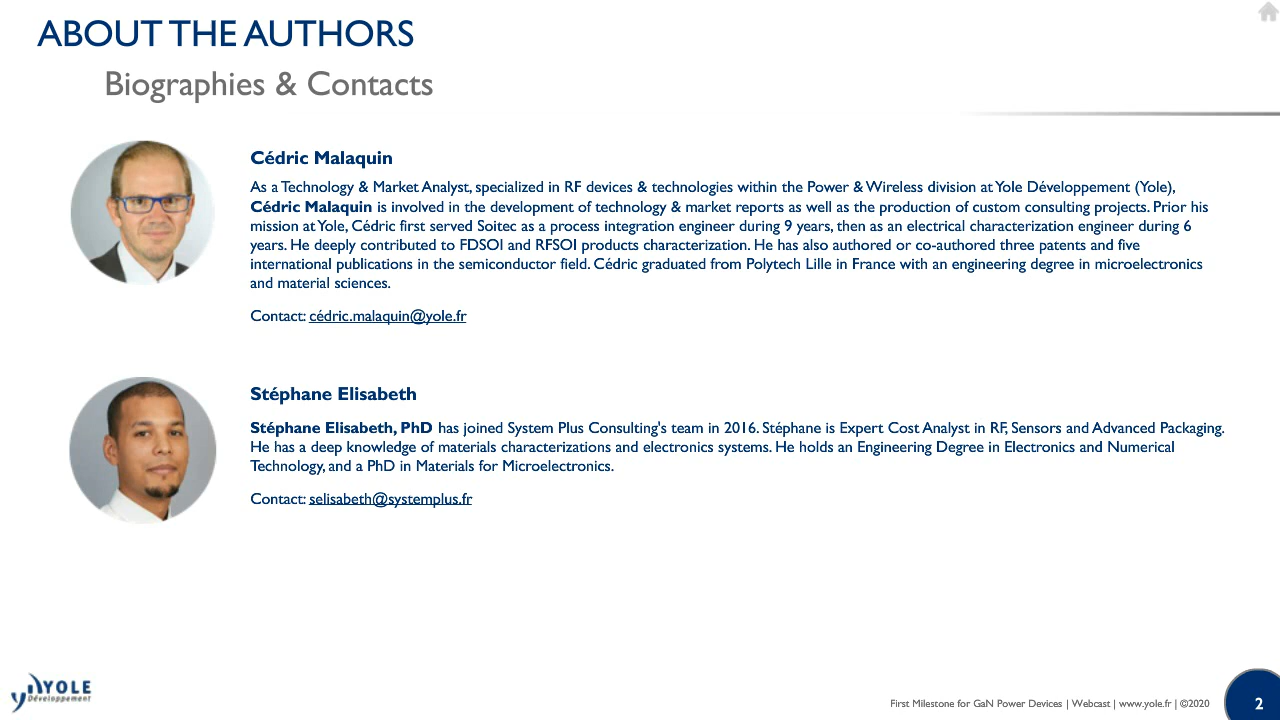 ABOUT THE AUTHORS
Biographies & Contacts
Cédric Malaquin
As a Technology & Market Analyst, specialized in RF devices & technologies within the Power & Wireless division at Yole Développement (Yole),
Cédric Malaquin is involved in the development of technology & market reports as well as the production of custom consulting projects. Prior his
mission at Yole, Cédric first served Soitec as a process integration engineer during 9 years, then as an electrical characterization engineer during 6
years. He deeply contributed to FDSOI and RFSOI products characterization. He has also authored or co-authored three patents and five
international publications in the semiconductor field. Cédric graduated from Polytech Lille in France with an engineering degree in microelectronics
and material sciences.
Contact: cédric.malaquin@yole.fr
Stéphane Elisabeth
Stéphane Elisabeth, PhD has joined System Plus Consulting's team in 2016. Stéphane is Expert Cost Analyst in RF, Sensors and Advanced Packaging.
He has a deep knowledge of materials characterizations and electronics systems. He holds an Engineering Degree in Electronics and Numerical
Technology, and a PhD in Materials for Microelectronics.
Contact: selisabeth@systemplus.fr
YOLE
Développement
First Milestone for GaN Power Devices | Webcast | www.yole.fr | ©2020
2